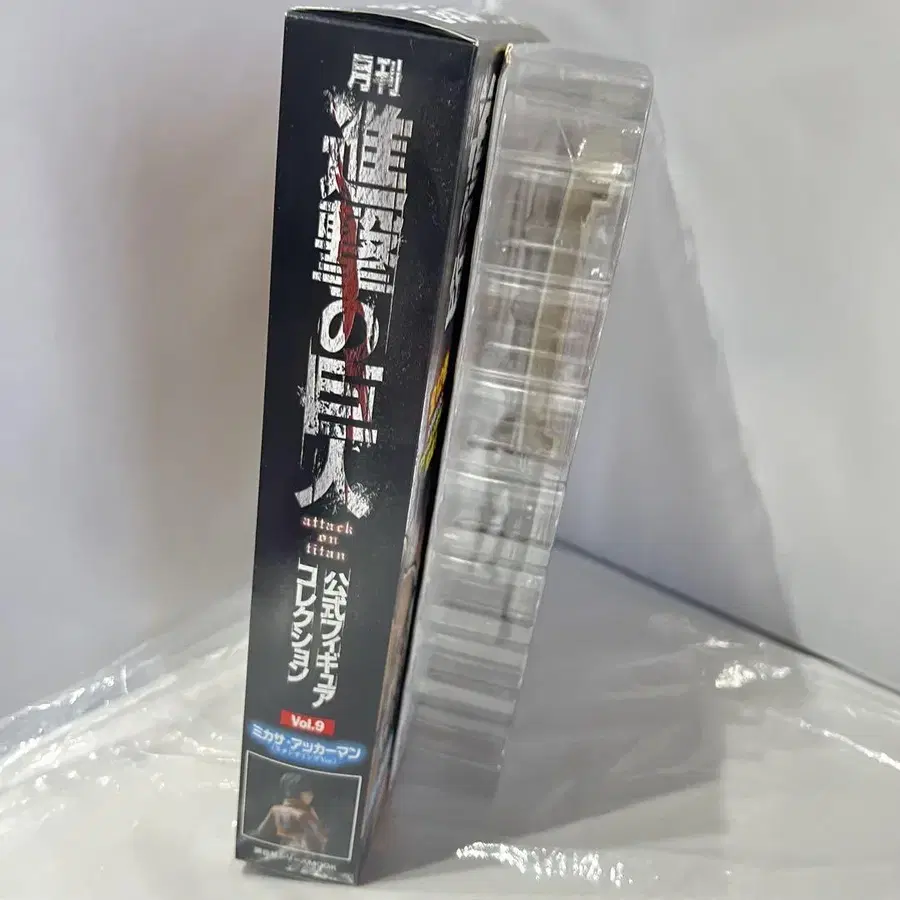 月刊
進撃の巨人
attack
on
titan
公式フィギュア
コレクション
Vol.9
ミカサ・アッカーマン